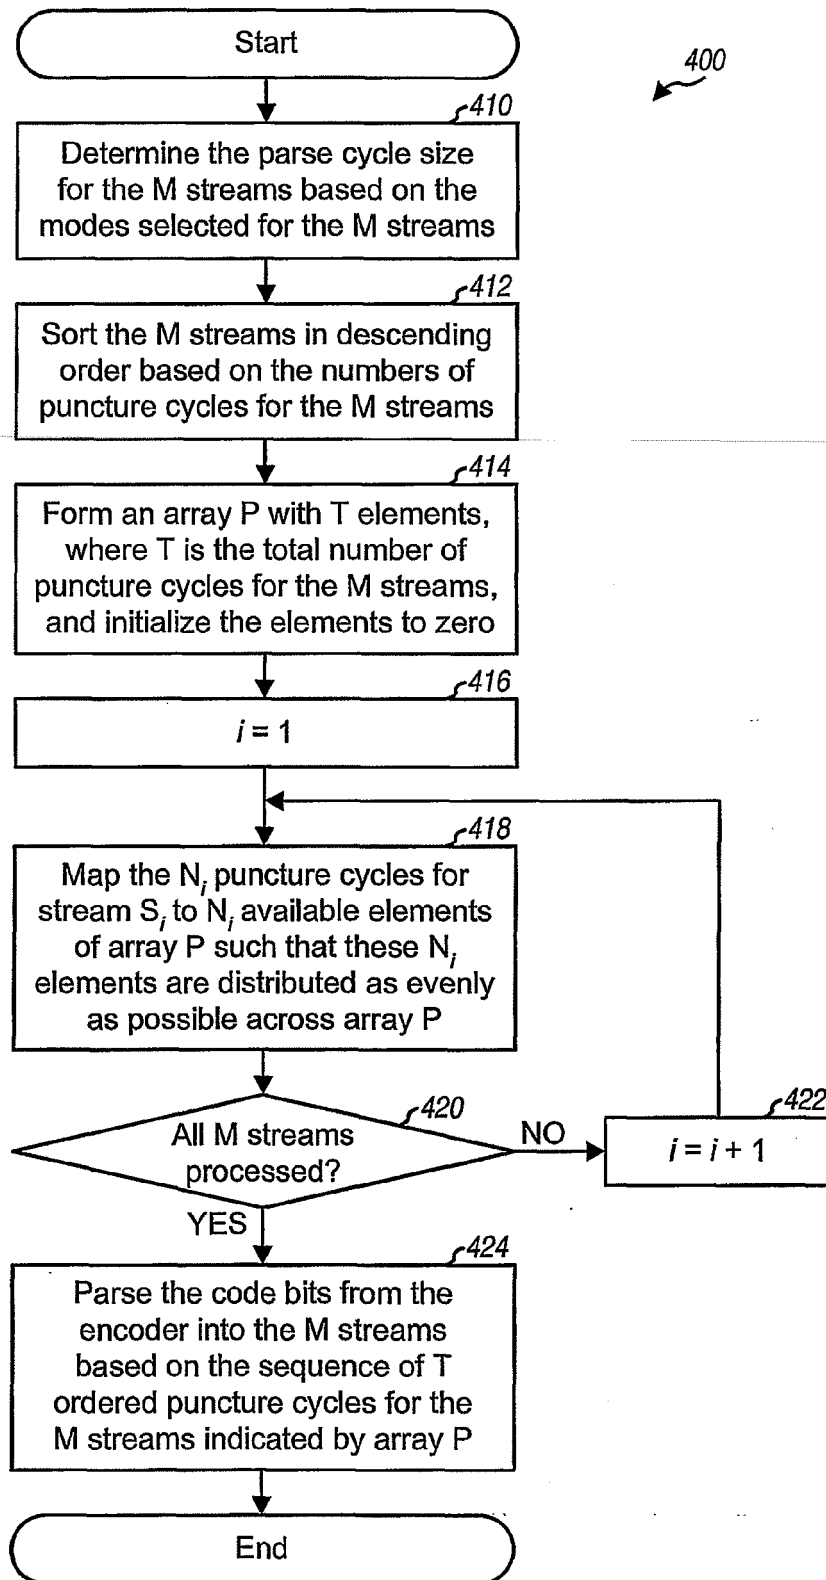 Start
400
410
Determine the parse cycle size
for the M streams based on the
modes selected for the M streams
412
Sort the M streams in descending
order based on the numbers of
puncture cycles for the M streams
414
Form an array P with T elements,
where T is the total number of
puncture cycles for the M streams,
and initialize the elements to zero
416
i = 1
418
Map the Ni puncture cycles for
stream Si to Ni available elements
of array P such that these Ni
elements are distributed as evenly
as possible across array P
420
All M streams
processed?
NO
422
i = i + 1
YES
424
Parse the code bits from the
encoder into the M streams
based on the sequence of T
ordered puncture cycles for the
M streams indicated by array P
End